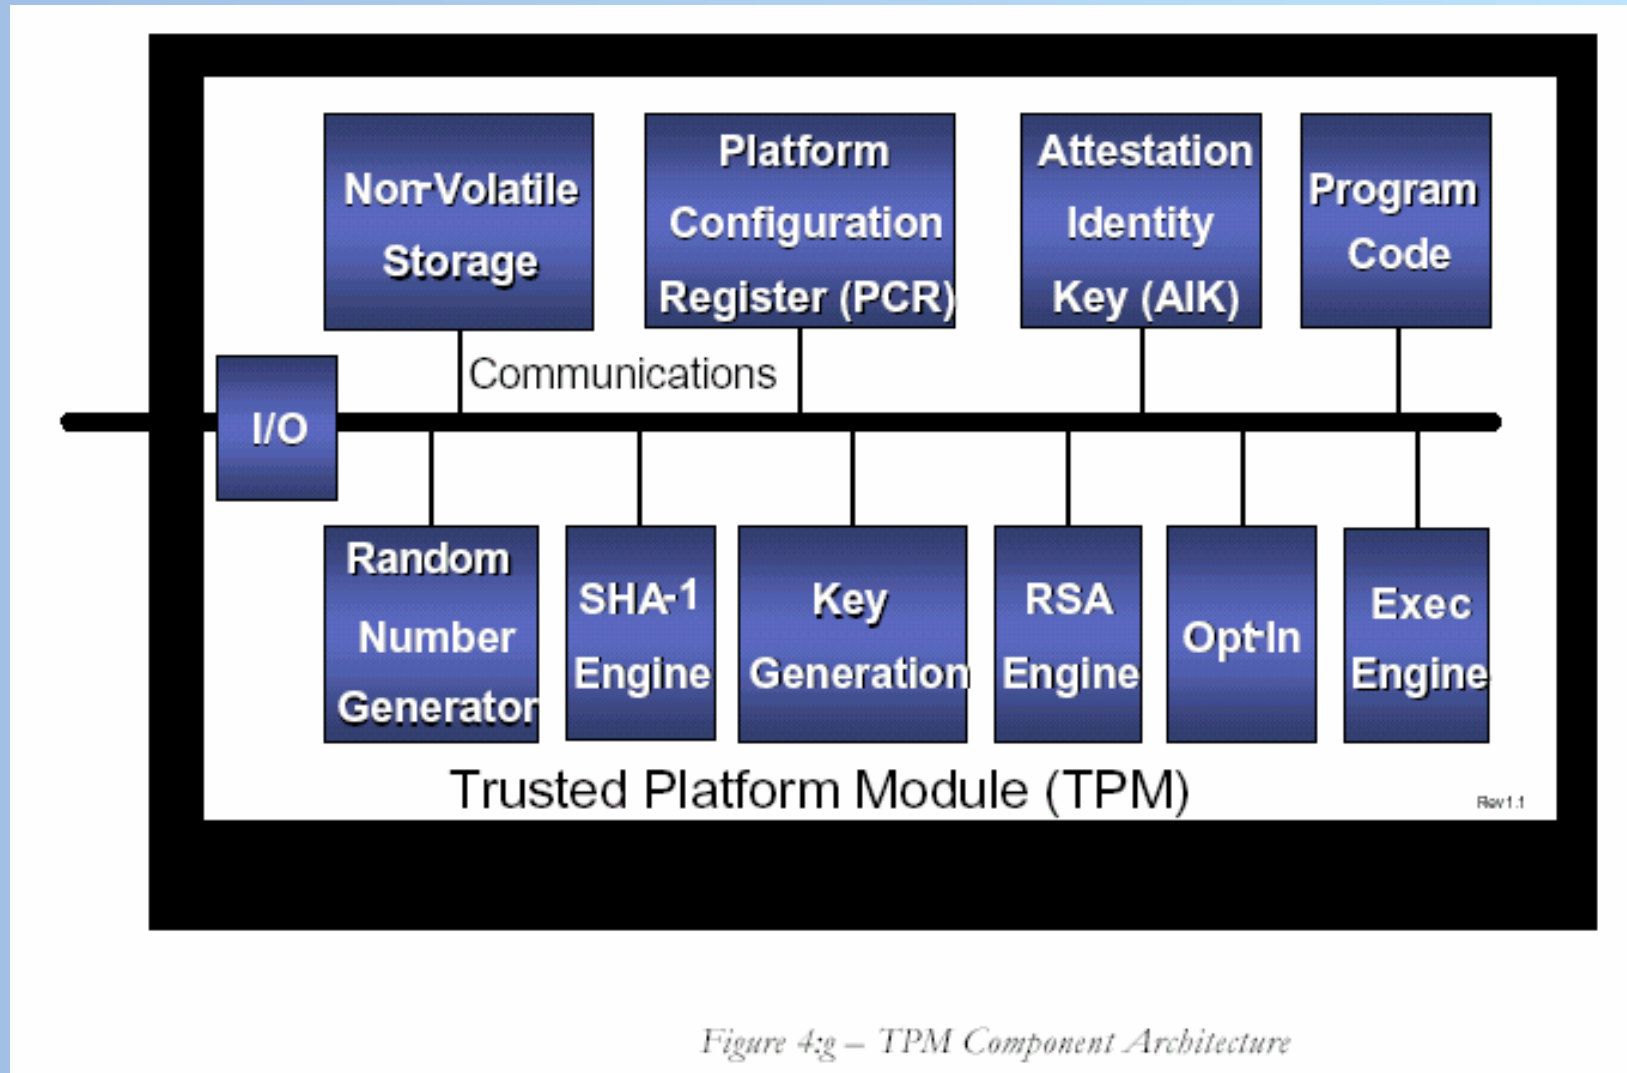 Non-Volatile
Storage
Platform
Configuration
Register (PCR)
Attestation
Identity
Key (AIK)
Program
Code
Communications
I/O
Random
Number
Generator
SHA-1
Engine
Key
Generation
RSA
Engine
Opt-In
Exec
Engine
Trusted Platform Module (TPM)
Rev1.1
Figure 4:g – TPM Component Architecture